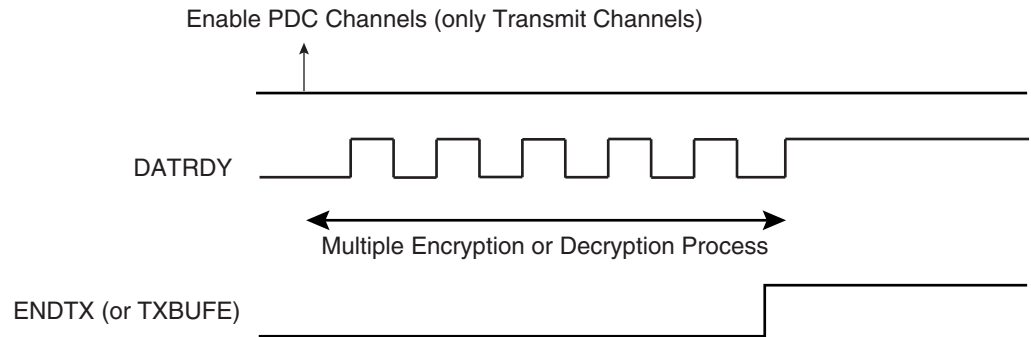 Enable PDC Channels (only Transmit Channels)
DATRDY
Multiple Encryption or Decryption Process
ENDTX (or TXBUFE)